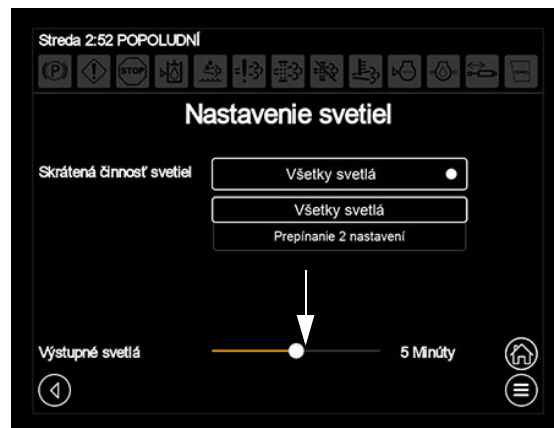 Streda 2:52 POPOLUDNÍ
(P) STOP
Nastavenie svetiel
Skrátená činnosť svetiel
Všetky svetlá
Všetky svetlá
Prepínanie 2 nastavení
Výstupné svetlá
5 Minúty